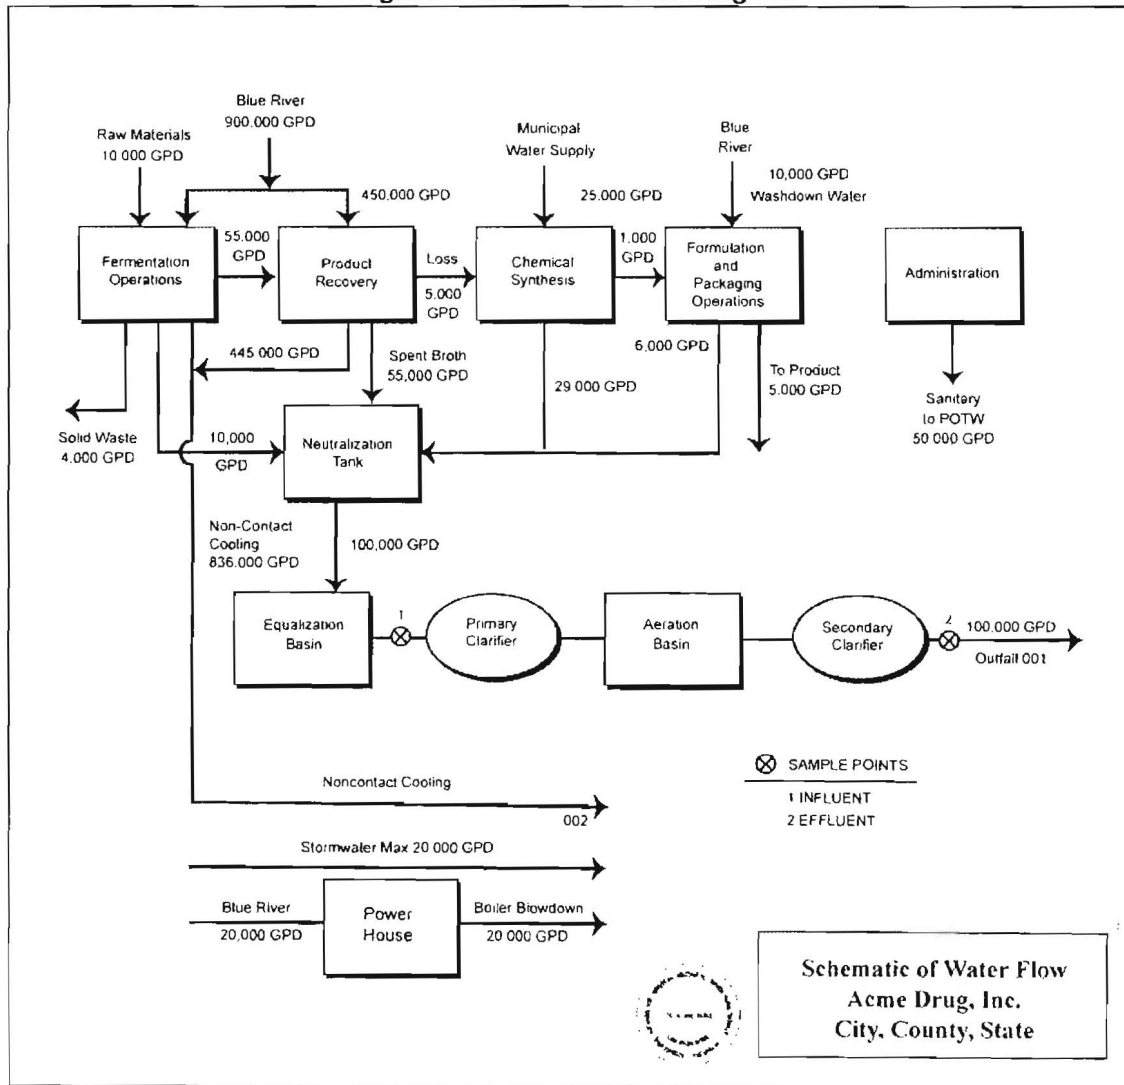 Blue River
900.000 GPD
Raw Materials
10 000 GPD
Municipal
Water Supply
Blue
River
450,000 GPD
25.000 GPD
10,000 GPD
Washdown Water
Fermentation
Operations
55.000
GPD
Product
Recovery
Loss
5.000
GPD
Chemical
Synthesis
1.000
GPD
Formulation
and
Packaging
Operations
Administration
445 000 GPD
Spent Broth
55,000 GPD
29 000 GPD
6,000 GPD
To Product
5.000 GPD
Sanitary
to POTW
50 000 GPD
Solid Waste
4.000 GPD
10,000
GPD
Neutralization
Tank
Non-Contact
Cooling
836.000 GPD
100,000 GPD
Equalization
Basin
1
Primary
Clarifier
Aeration
Basin
Secondary
Clarifier
2
100.000 GPD
Outfall 001
Noncontact Cooling
002
SAMPLE POINTS
1 INFLUENT
2 EFFLUENT
Stormwater Max 20 000 GPD
Blue River
20,000 GPD
Power
House
Boiler Blowdown
20 000 GPD
Schematic of Water Flow
Acme Drug, Inc.
City, County, State